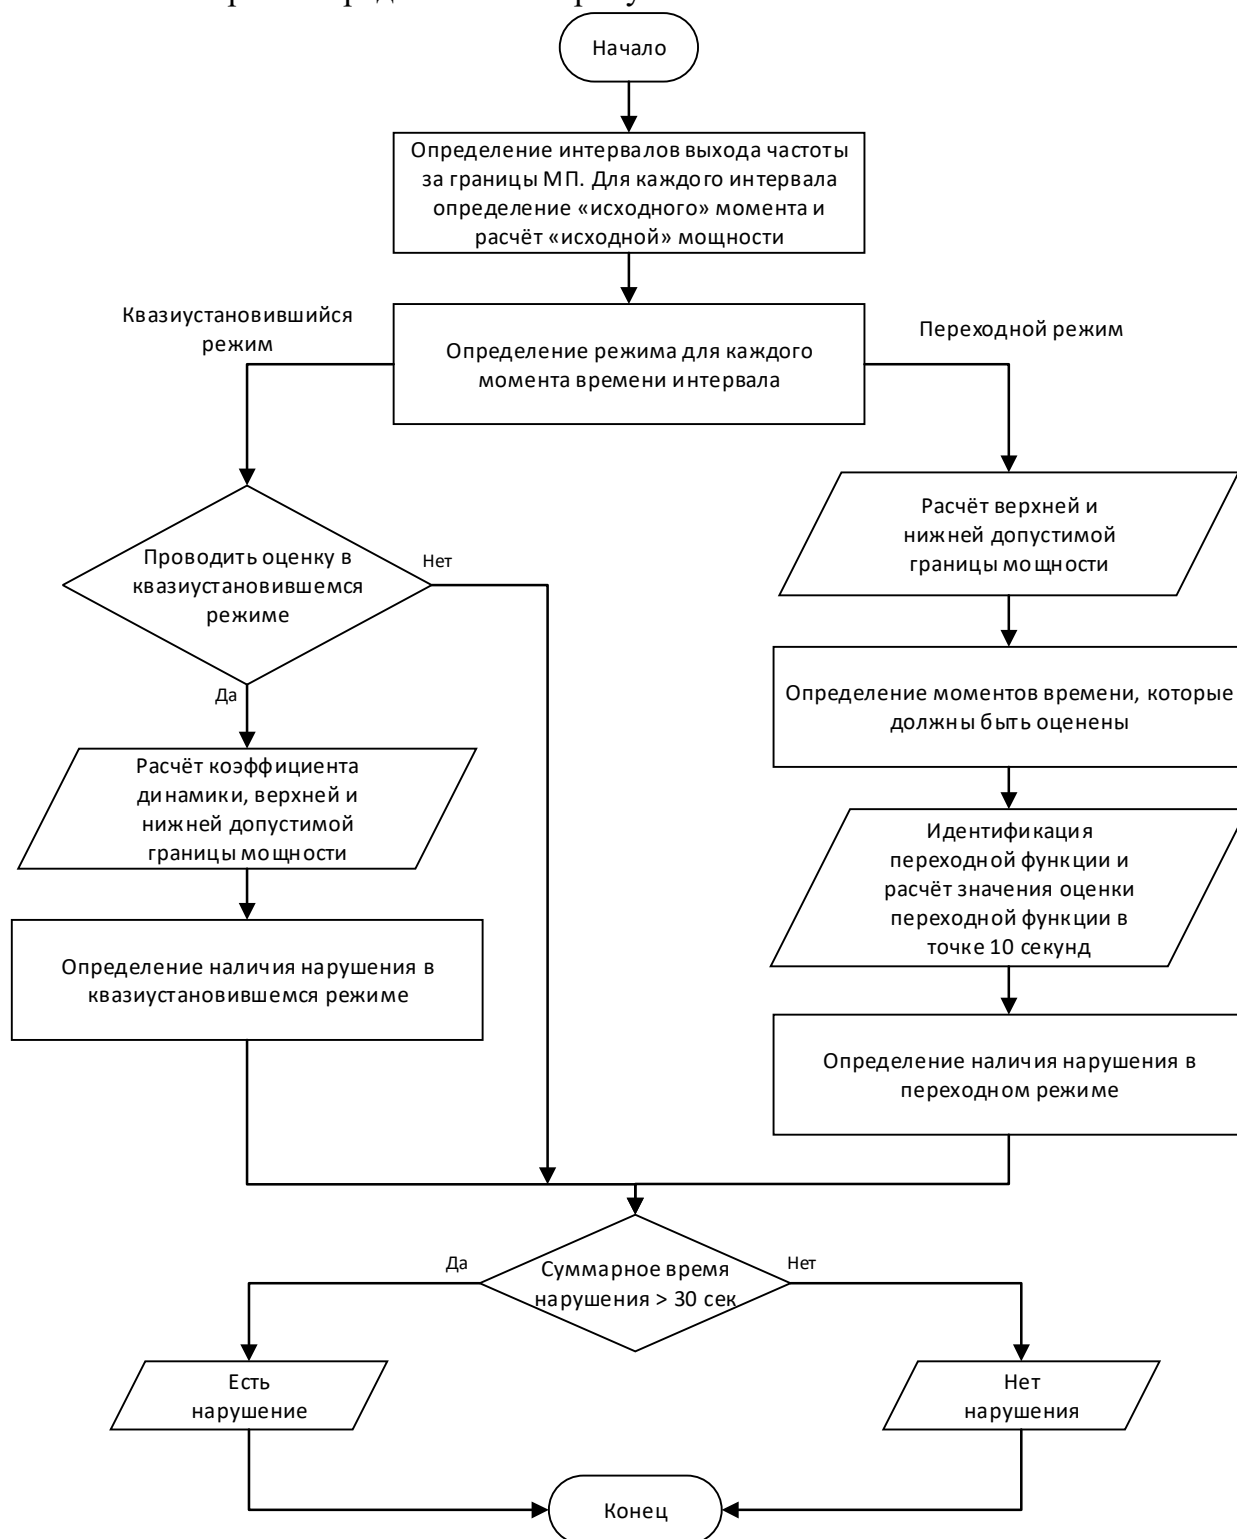 Начало
Определение интервалов выхода частоты
за границы МП. Для каждого интервала
определение «исходного» момента и
расчёт «исходной» мощности
Квазиустановившийся
режим
Определение режима для каждого
момента времени интервала
Переходной режим
Проводить оценку в
квазиустановившемся
режиме
Нет
Да
Расчёт верхней и
нижней допустимой
границы мощности
Определение моментов времени, которые
должны быть оценены
Расчёт коэффициента
динамики, верхней и
нижней допустимой
границы мощности
Идентификация
переходной функции и
расчёт значения оценки
переходной функции в
точке 10 секунд
Определение наличия нарушения в
квазиустановившемся режиме
Определение наличия нарушения в
переходном режиме
Да
Суммарное время
нарушения > 30 сек
Нет
Есть
нарушение
Нет
нарушения
Конец